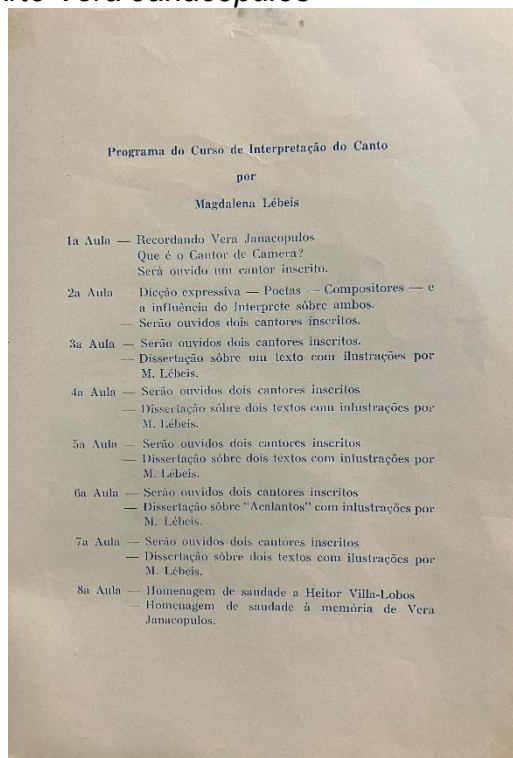 Vera Janacopulos
Programa do Curso de Interpretação do Canto
por
Magdalena Lébeis
1a Aula — Recordando Vera Janacopulos
Que é o Cantor de Camera?
Será ouvido um cantor inscrito.
2a Aula — Dicção expressiva — Poetas — Compositores — e
a influência do Interprete sôbre ambos.
— Serão ouvidos dois cantores inscritos.
3a Aula — Serão ouvidos dois cantores inscritos.
— Dissertação sôbre um texto com ilustrações por
M. Lébeis.
4a Aula — Serão ouvidos dois cantores inscritos
— Dissertação sôbre dois textos com inlustrações por
M. Lébeis.
5a Aula — Serão ouvidos dois cantores inscritos
— Dissertação sôbre dois textos com inlustrações por
M. Lébeis.
6a Aula — Serão ouvidos dois cantores inscritos
— Dissertação sôbre "Acalantos" com inlustrações por
M. Lébeis.
7a Aula — Serão ouvidos dois cantores inscritos
— Dissertação sôbre dois textos com ilustrações por
M. Lébeis.
8a Aula — Homenagem de saudade a Heitor Villa-Lobos
— Homenagem de saudade à memória de Vera
Janacopulos.